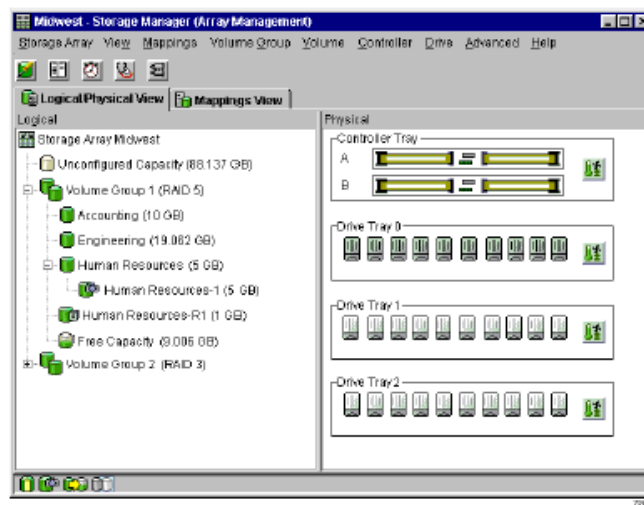 Midwest - Storage Manager (Array Management)
Storage Array View Mappings Volume Group Volume Controller Drive Advanced Help
Logical/Physical View Mappings View
Logical
Storage Array Midwest
Unconfigured Capacity (88.137 GB)
Volume Group 1 (RAID 5)
Accounting (10 GB)
Engineering (19.082 GB)
Human Resources (5 GB)
Human Resources-1 (5 GB)
Human Resources-R1 (1 GB)
Free Capacity (9.006 GB)
Volume Group 2 (RAID 3)
Physical
Controller Tray
A
B
Drive Tray 0
Drive Tray 1
Drive Tray 2